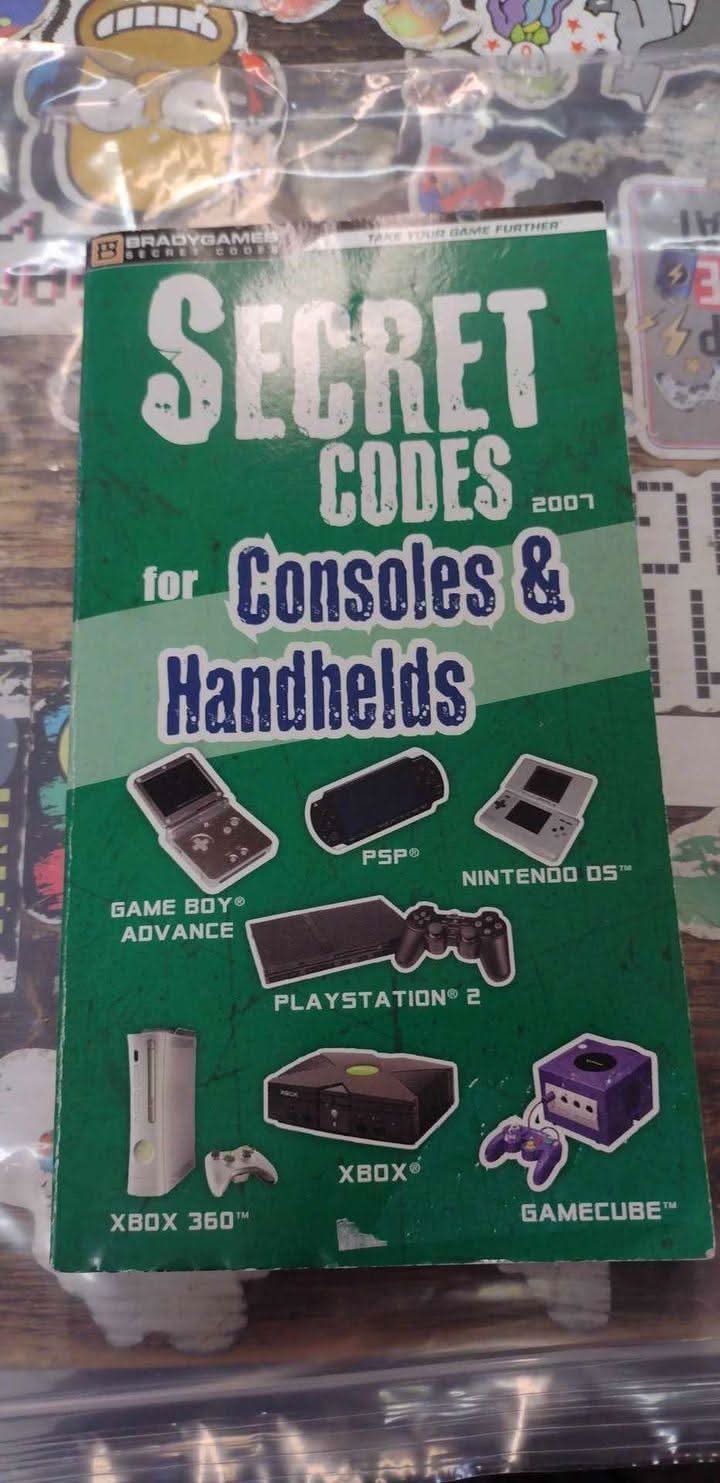 BRADYGAMES
SECRET CODES
TAKE YOUR GAME FURTHER®
SECRET
CODES
2007
for Consoles &
Handhelds
PSP®
NINTENDO DS™
GAME BOY®
ADVANCE
PLAYSTATION® 2
XBOX
XBOX®
XBOX 360™
GAMECUBE™